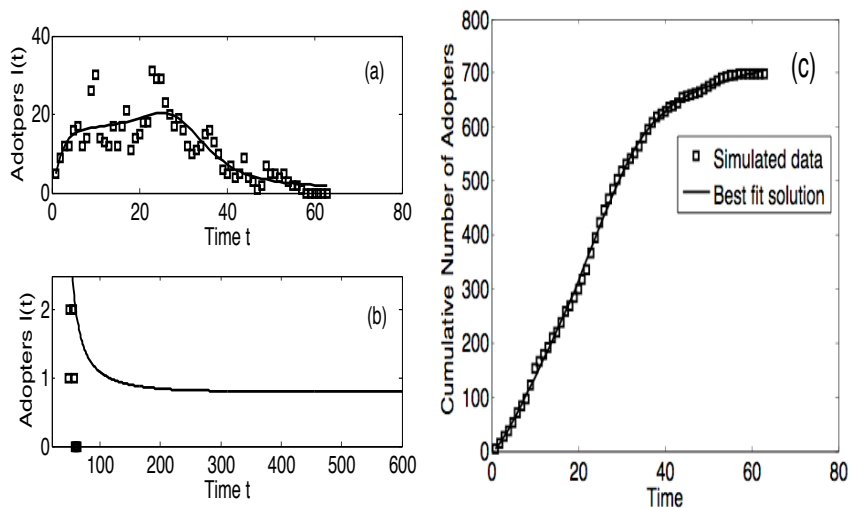 40
20
0
0 20 40 60 80
Adotpers I(t)
Time t
(a)
2
1
0
100 200 300 400 500 600
Adopters I(t)
Time t
(b)
800
700
600
500
400
300
200
100
0
0 20 40 60 80
Cumulative Number of Adopters
Time
(c)
Simulated data
Best fit solution